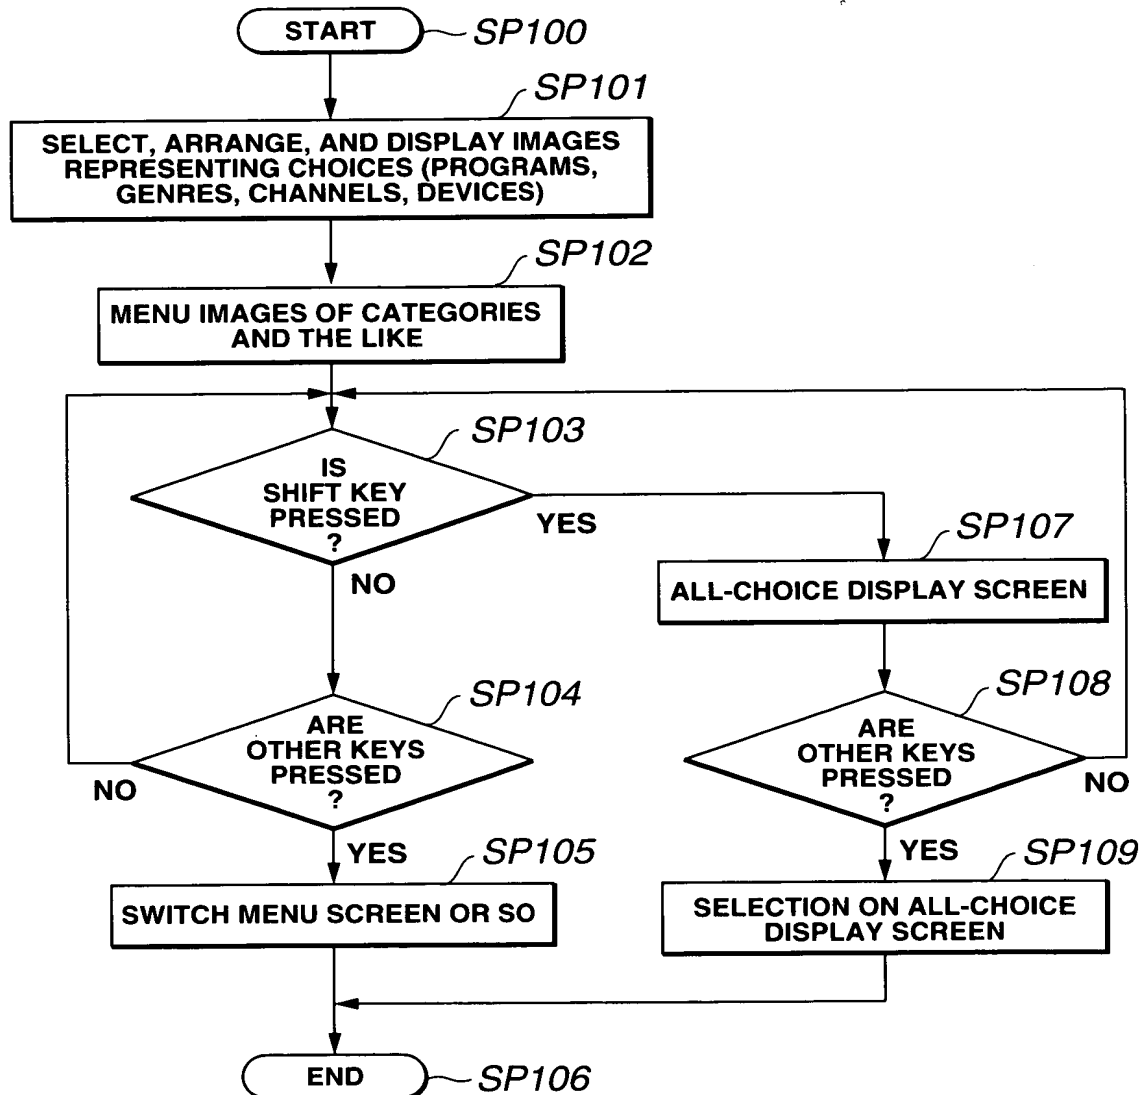 START
SP100
SP101
SELECT, ARRANGE, AND DISPLAY IMAGES
REPRESENTING CHOICES (PROGRAMS,
GENRES, CHANNELS, DEVICES)
SP102
MENU IMAGES OF CATEGORIES
AND THE LIKE
SP103
IS
SHIFT KEY
PRESSED
?
YES
NO
SP107
ALL-CHOICE DISPLAY SCREEN
SP104
ARE
OTHER KEYS
PRESSED
?
NO
YES
SP108
ARE
OTHER KEYS
PRESSED
?
NO
YES
SP105
SWITCH MENU SCREEN OR SO
SP109
SELECTION ON ALL-CHOICE
DISPLAY SCREEN
END
SP106